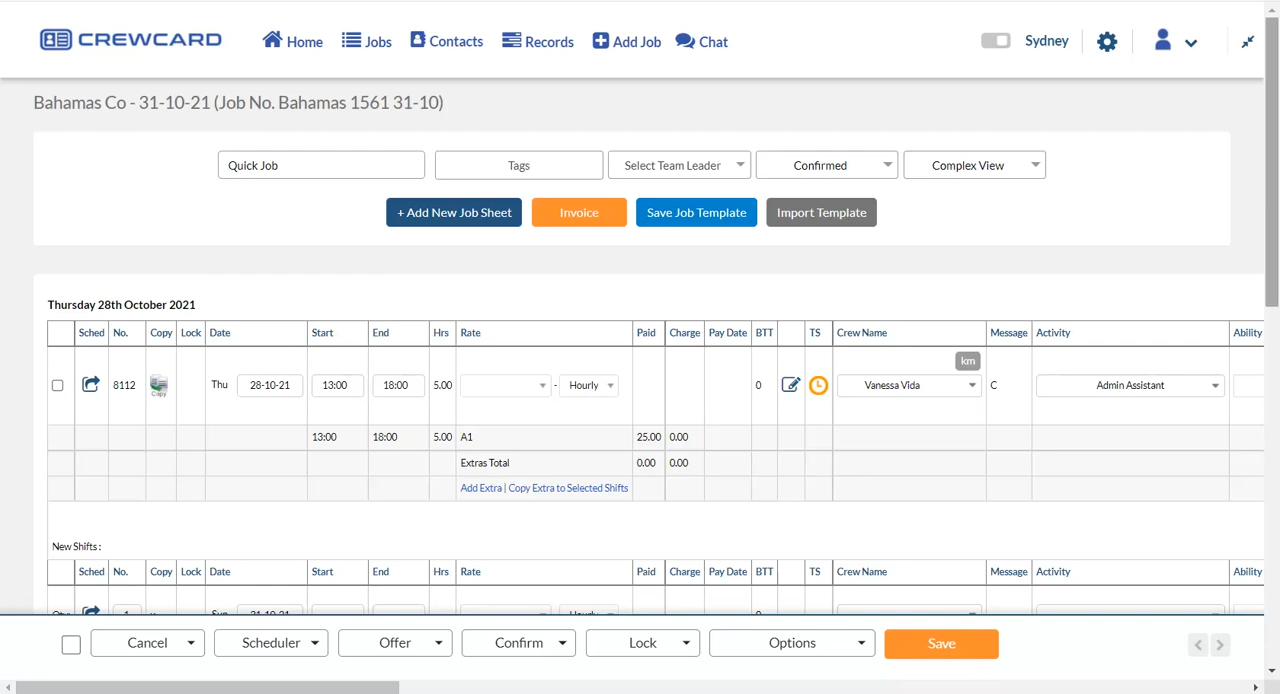 CREWCARD Home Jobs Contacts Records Add Job Chat Sydney
Bahamas Co - 31-10-21 (Job No. Bahamas 1561 31-10)
Quick Job Tags Select Team Leader Confirmed Complex View
+ Add New Job Sheet Invoice Save Job Template Import Template
Thursday 28th October 2021
Sched No. Copy Lock Date Start End Hrs Rate Paid Charge Pay Date BTT TS Crew Name Message Activity Ability
km
8112 Copy Thu 28-10-21 13:00 18:00 5.00 - Hourly 0 Vanessa Vida C Admin Assistant
13:00 18:00 5.00 A1 25.00 0.00
Extras Total 0.00 0.00
Add Extra | Copy Extra to Selected Shifts
New Shifts :
Sched No. Copy Lock Date Start End Hrs Rate Paid Charge Pay Date BTT TS Crew Name Message Activity Ability
1 Sun 31-10-21 Hourly 0
Cancel Scheduler Offer Confirm Lock Options Save